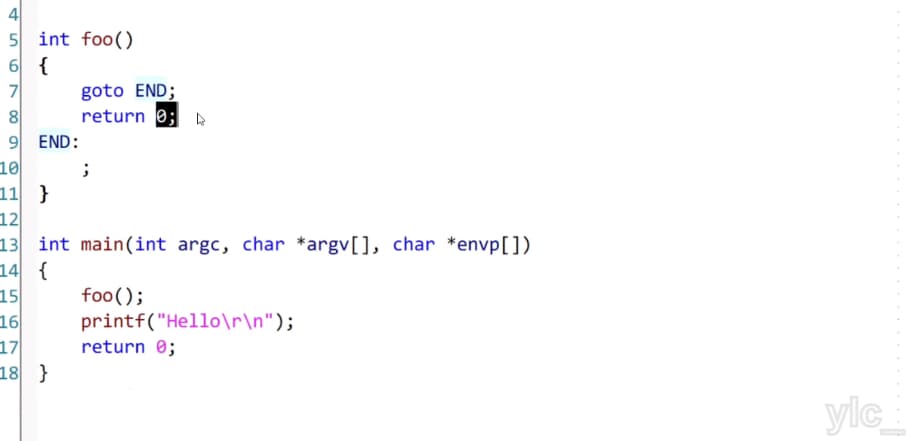 4
5 int foo()
6 {
7     goto END;
8     return 0;
9 END:
10     ;
11 }
12
13 int main(int argc, char *argv[], char *envp[])
14 {
15     foo();
16     printf("Hello\r\n");
17     return 0;
18 }
ylc_